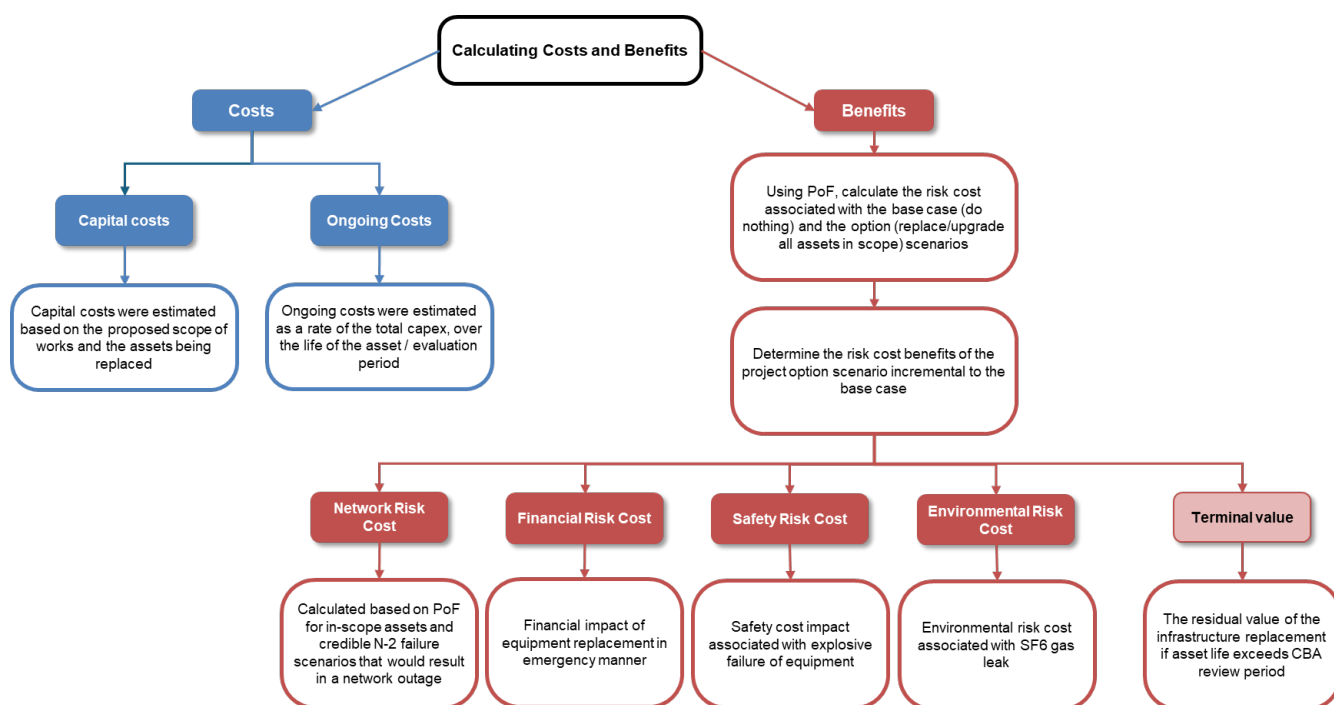 Calculating Costs and Benefits
Costs
Benefits
Capital costs
Ongoing Costs
Capital costs were estimated
based on the proposed scope of
works and the assets being
replaced
Ongoing costs were estimated
as a rate of the total capex, over
the life of the asset / evaluation
period
Using PoF, calculate the risk cost
associated with the base case (do
nothing) and the option (replace/upgrade
all assets in scope) scenarios
Determine the risk cost benefits of the
project option scenario incremental to the
base case
Network Risk
Cost
Financial Risk Cost
Safety Risk Cost
Environmental Risk
Cost
Terminal value
Calculated based on PoF
for in-scope assets and
credible N-2 failure
scenarios that would result
in a network outage
Financial impact of
equipment replacement in
emergency manner
Safety cost impact
associated with explosive
failure of equipment
Environmental risk cost
associated with SF6 gas
leak
The residual value of the
infrastructure replacement
if asset life exceeds CBA
review period